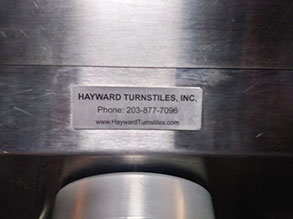 HAYWARD TURNSTILES, INC.
Phone: 203-877-7096
www.HaywardTurnstiles.com